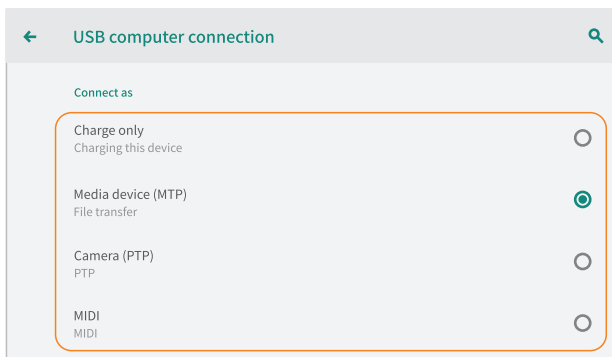 USB computer connection
Connect as
Charge only
Charging this device
Media device (MTP)
File transfer
Camera (PTP)
PTP
MIDI
MIDI